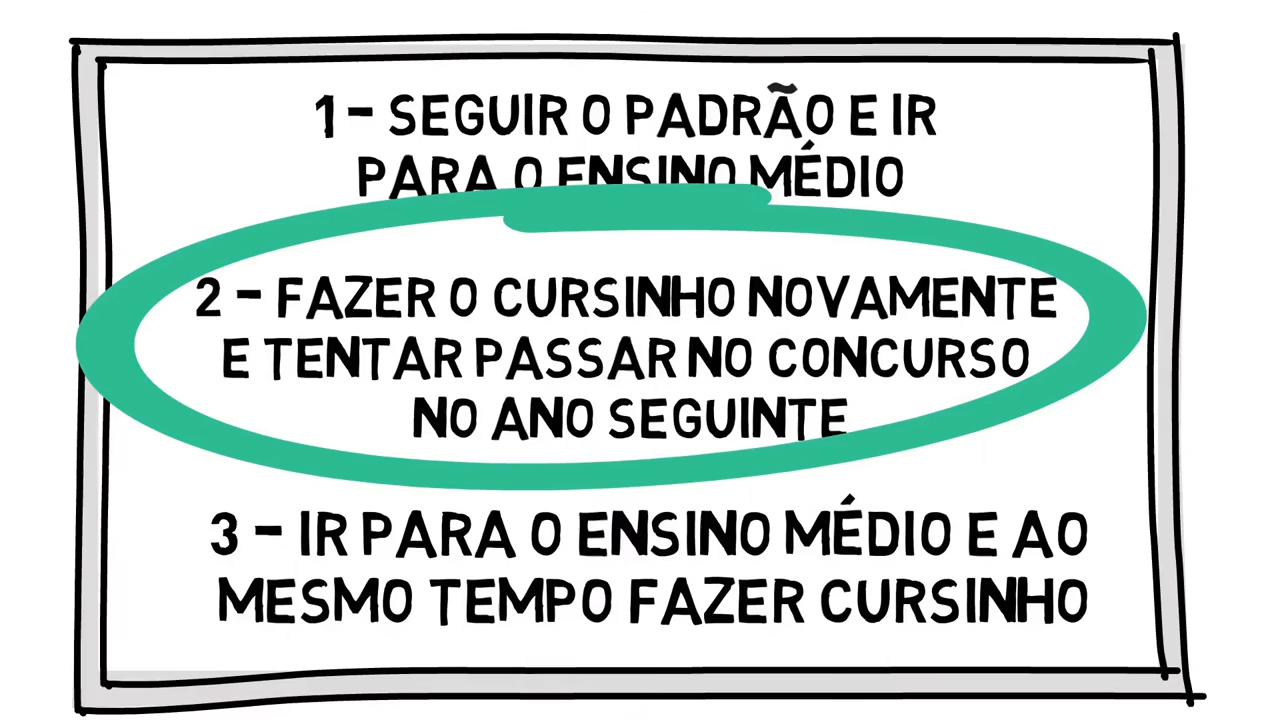 1 - SEGUIR O PADRÃO E IR
PARA O ENSINO MÉDIO
2 - FAZER O CURSINHO NOVAMENTE
E TENTAR PASSAR NO CONCURSO
NO ANO SEGUINTE
3 - IR PARA O ENSINO MÉDIO E AO
MESMO TEMPO FAZER CURSINHO